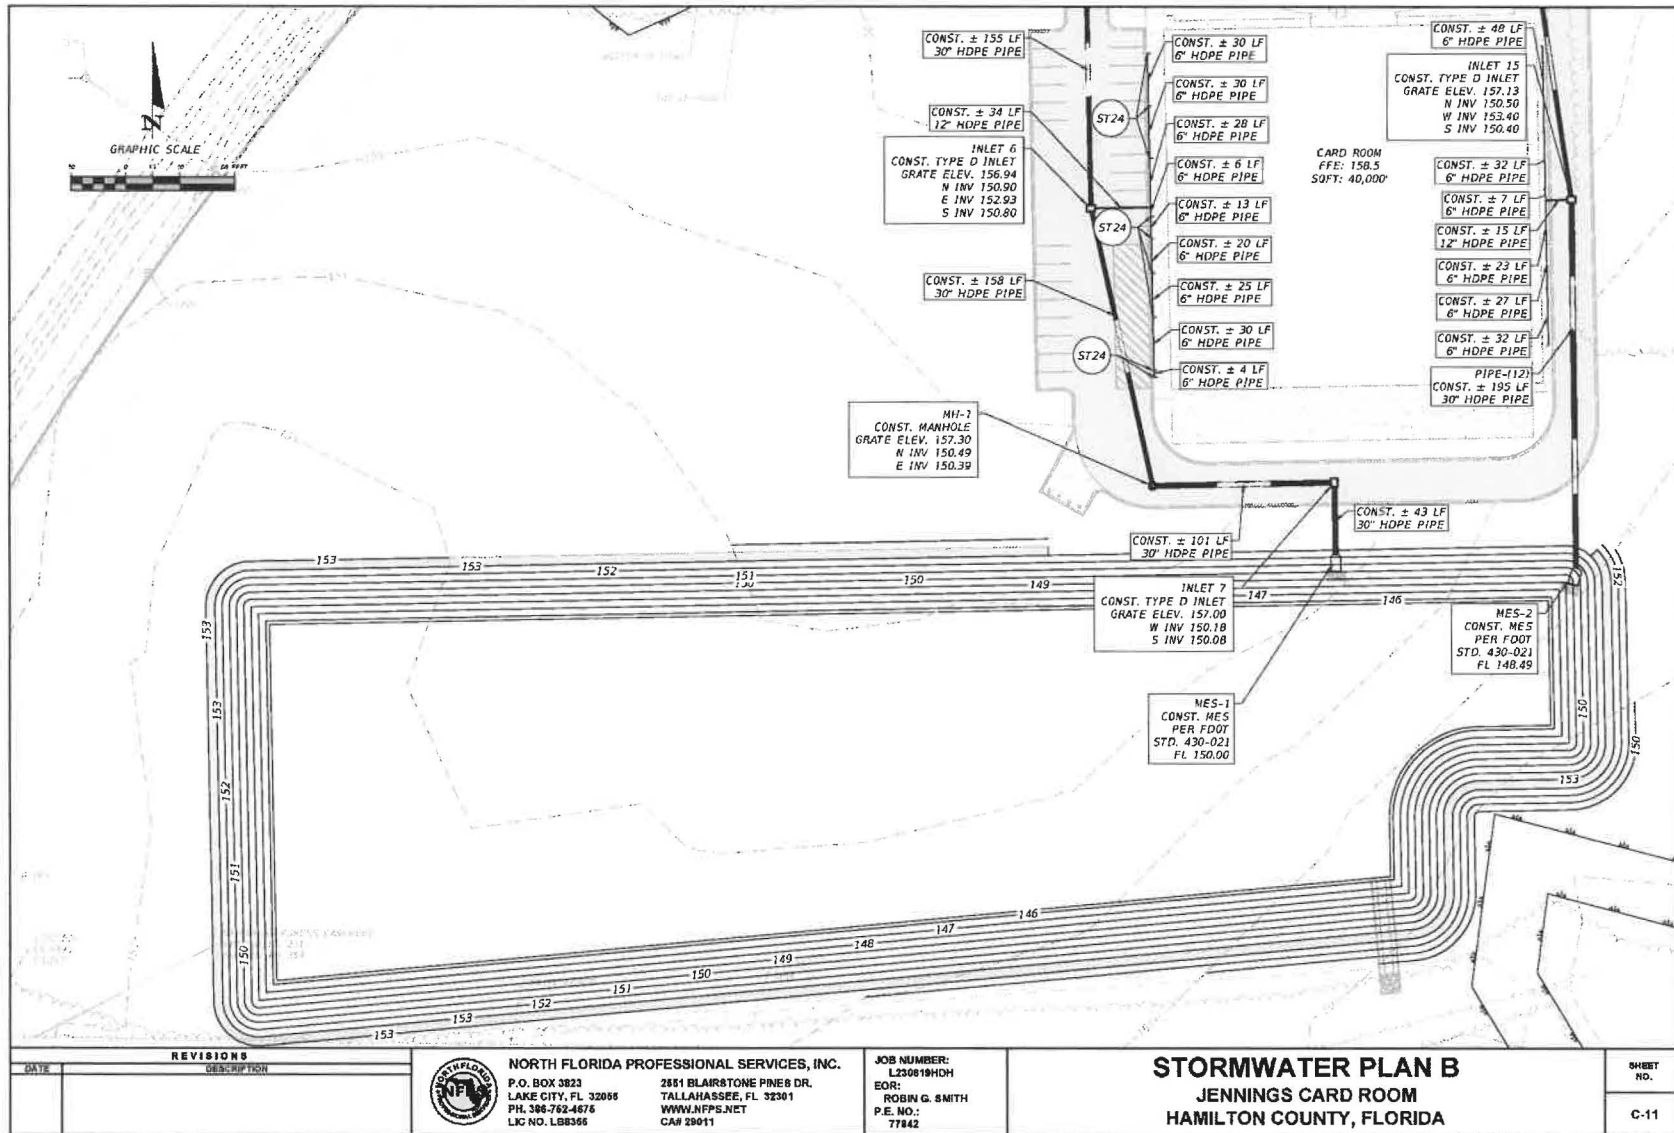 N
GRAPHIC SCALE
CONST. ± 155 LF
30" HDPE PIPE
CONST. ± 34 LF
12" HDPE PIPE
INLET 6
CONST. TYPE D INLET
GRATE ELEV. 156.94
N INV 150.90
E INV 152.93
S INV 150.80
CONST. ± 158 LF
30" HDPE PIPE
ST24
ST24
ST24
CONST. ± 30 LF
6" HDPE PIPE
CONST. ± 30 LF
6" HDPE PIPE
CONST. ± 28 LF
6" HDPE PIPE
CONST. ± 6 LF
6" HDPE PIPE
CONST. ± 13 LF
6" HDPE PIPE
CONST. ± 20 LF
6" HDPE PIPE
CONST. ± 25 LF
6" HDPE PIPE
CONST. ± 30 LF
6" HDPE PIPE
CONST. ± 4 LF
6" HDPE PIPE
CARD ROOM
FFE: 158.5
SQFT: 40,000'
CONST. ± 48 LF
6" HDPE PIPE
INLET 15
CONST. TYPE D INLET
GRATE ELEV. 157.13
N INV 150.50
W INV 153.40
S INV 150.40
CONST. ± 32 LF
6" HDPE PIPE
CONST. ± 7 LF
6" HDPE PIPE
CONST. ± 15 LF
12" HDPE PIPE
CONST. ± 23 LF
6" HDPE PIPE
CONST. ± 27 LF
6" HDPE PIPE
CONST. ± 32 LF
6" HDPE PIPE
PIPE-(12)
CONST. ± 195 LF
30" HDPE PIPE
MH-1
CONST. MANHOLE
GRATE ELEV. 157.30
N INV 150.49
E INV 150.39
CONST. ± 43 LF
30" HDPE PIPE
CONST. ± 101 LF
30" HDPE PIPE
INLET 7
CONST. TYPE D INLET
GRATE ELEV. 157.00
W INV 150.18
S INV 150.08
MES-2
CONST. MES
PER FDOT
STD. 430-021
FL 148.49
MES-1
CONST. MES
PER FDOT
STD. 430-021
FL 150.00
153
153
152
151
150
149
147
146
152
153
153
152
151
150
150
150
153
146
147
148
149
150
151
152
153
153
REVISIONS
DATE
DESCRIPTION
NORTH FLORIDA PROFESSIONAL SERVICES, INC.
P.O. BOX 3823
LAKE CITY, FL 32056
PH. 386-752-4675
LIC NO. LB8356
2551 BLAIRSTONE PINES DR.
TALLAHASSEE, FL 32301
WWW.NFPS.NET
CA# 29011
NFPS
JOB NUMBER:
L230819HDH
EOR:
ROBIN G. SMITH
P.E. NO.:
77842
STORMWATER PLAN B
JENNINGS CARD ROOM
HAMILTON COUNTY, FLORIDA
SHEET
NO.
C-11